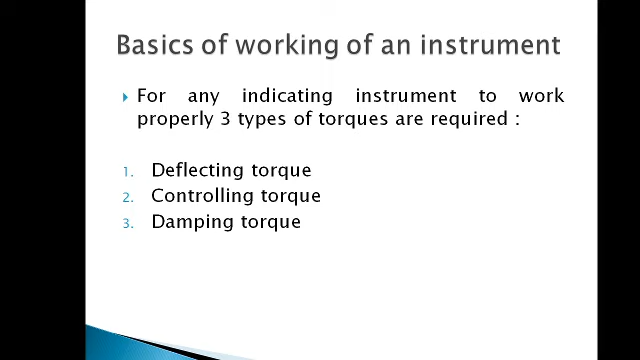 Basics of working of an instrument
For any indicating instrument to work
properly 3 types of torques are required :
1. Deflecting torque
2. Controlling torque
3. Damping torque